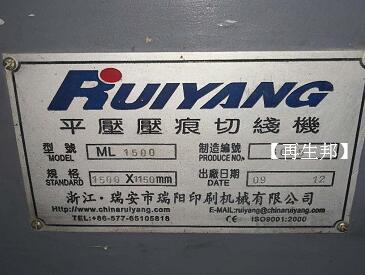 RUIYANG
平壓壓痕切綫機
型號 ML 1500 製造編號 【再生邦】
MODEL PRODUCE NO
規格 1500X1150mm 出廠日期 09 12
STANDARD DATE
浙江·瑞安市瑞阳印刷机械有限公司
Http://www.chinaruiyang.com E-MAIL:ruiyang@chinaruiyang.com
TEL:+86-577-65105818 CE ISO9001:2000